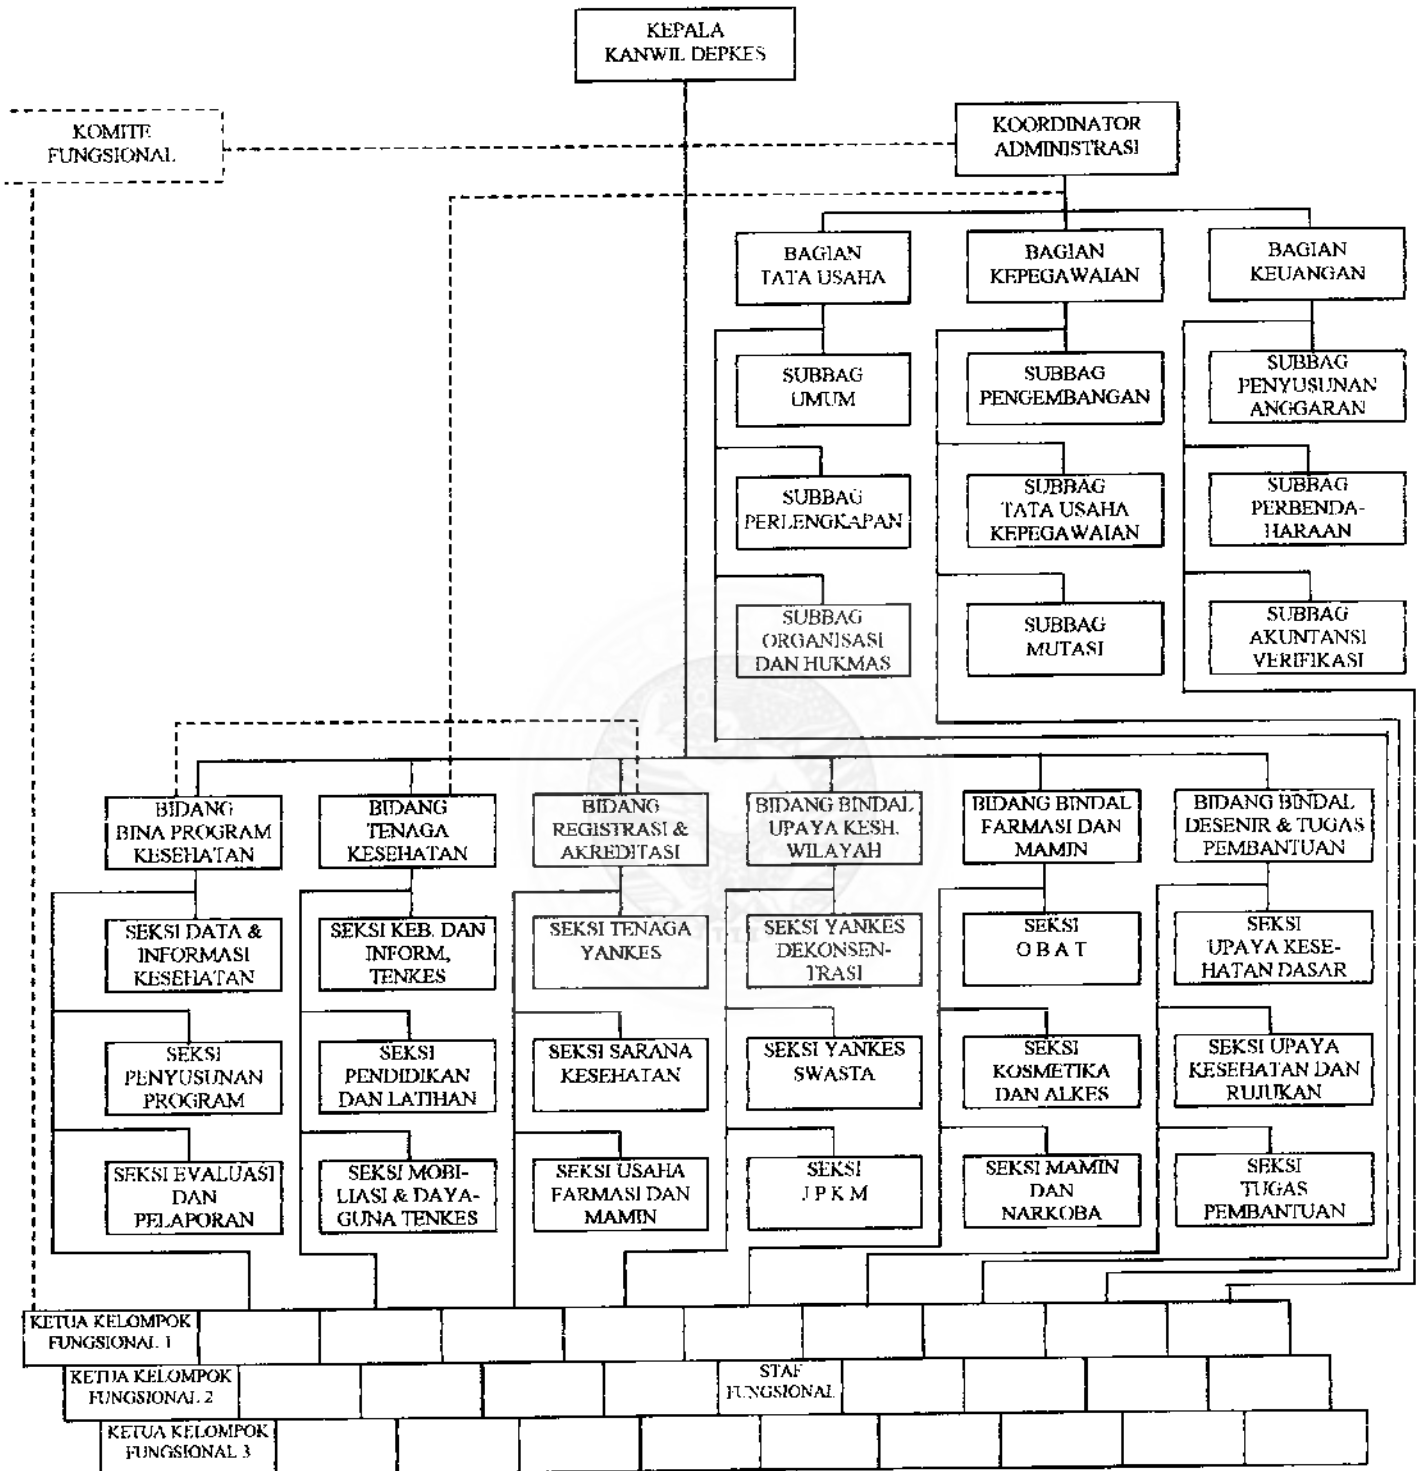 KEPALA
KANWIL DEPKES
KOMITE
FUNGSIONAL
KOORDINATOR
ADMINISTRASI
BAGIAN
TATA USAHA
BAGIAN
KEPEGAWAIAN
BAGIAN
KEUANGAN
SUBBAG
UMUM
SUBBAG
PENGEMBANGAN
SUBBAG
PENYUSUNAN
ANGGARAN
SUBBAG
PERLENGKAPAN
SUBBAG
TATA USAHA
KEPEGAWAIAN
SUBBAG
PERBENDA-
HARAAN
SUBBAG
ORGANISASI
DAN HUKMAS
SUBBAG
MUTASI
SUBBAG
AKUNTANSI
VERIFIKASI
BIDANG
BINA PROGRAM
KESEHATAN
BIDANG
TENAGA
KESEHATAN
BIDANG
REGISTRASI &
AKREDITASI
BIDANG BINDAL
UPAYA KESH.
WILAYAH
BIDANG BINDAL
FARMASI DAN
MAMIN
BIDANG BINDAL
DESENIR & TUGAS
PEMBANTUAN
SEKSI DATA &
INFORMASI
KESEHATAN
SEKSI KEB. DAN
INFORM,
TENKES
SEKSI TENAGA
YANKES
SEKSI YANKES
DEKONSEN-
TRASI
SEKSI
O B A T
SEKSI
UPAYA KESE-
HATAN DASAR
SEKSI
PENYUSUNAN
PROGRAM
SEKSI
PENDIDIKAN
DAN LATIHAN
SEKSI SARANA
KESEHATAN
SEKSI YANKES
SWASTA
SEKSI
KOSMETIKA
DAN ALKES
SEKSI UPAYA
KESEHATAN DAN
RUJUKAN
SEKSI EVALUASI
DAN
PELAPORAN
SEKSI MOBI-
LIASI & DAYA-
GUNA TENKES
SEKSI USAHA
FARMASI DAN
MAMIN
SEKSI
J P K M
SEKSI MAMIN
DAN
NARKOBA
SEKSI
TUGAS
PEMBANTUAN
KETUA KELOMPOK
FUNGSIONAL 1
KETUA KELOMPOK
FUNGSIONAL 2
STAF
FUNGSIONAL
KETUA KELOMPOK
FUNGSIONAL 3